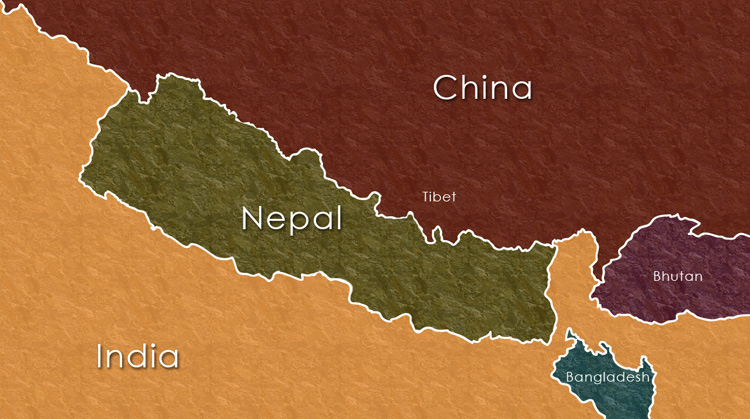 China
Tibet
Nepal
Bhutan
India
Bangladesh